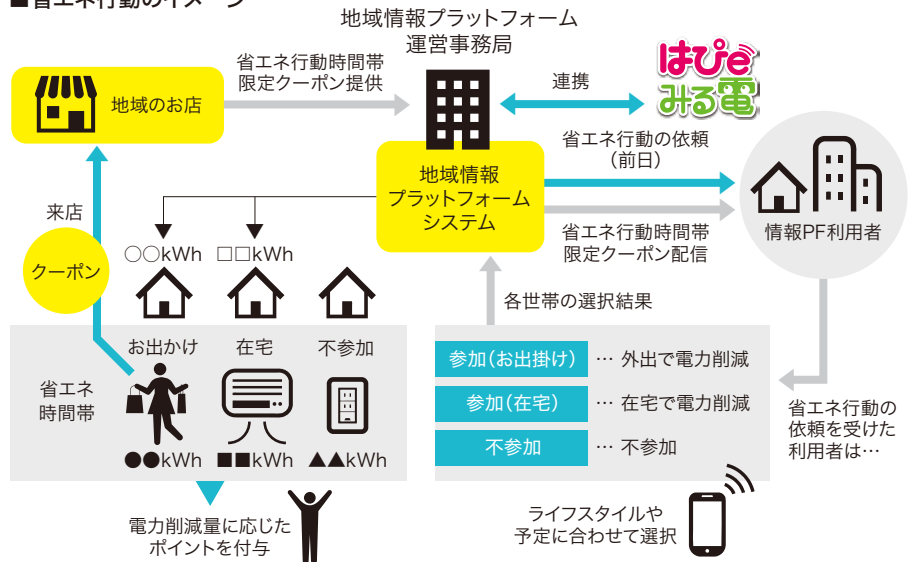 ■省エネ行動のイメージ
地域情報プラットフォーム
運営事務局
省エネ行動時間帯
限定クーポン提供
地域のお店
連携
はぴe
みる電
省エネ行動の依頼
(前日)
地域情報
プラットフォーム
システム
省エネ行動時間帯
限定クーポン配信
情報PF利用者
来店
クーポン
○○kWh
□□kWh
各世帯の選択結果
お出かけ
在宅
不参加
省エネ
時間帯
●●kWh
■■kWh
▲▲kWh
参加(お出掛け)
… 外出で電力削減
参加(在宅)
… 在宅で電力削減
不参加
… 不参加
省エネ行動の
依頼を受けた
利用者は…
電力削減量に応じた
ポイントを付与
ライフスタイルや
予定に合わせて選択